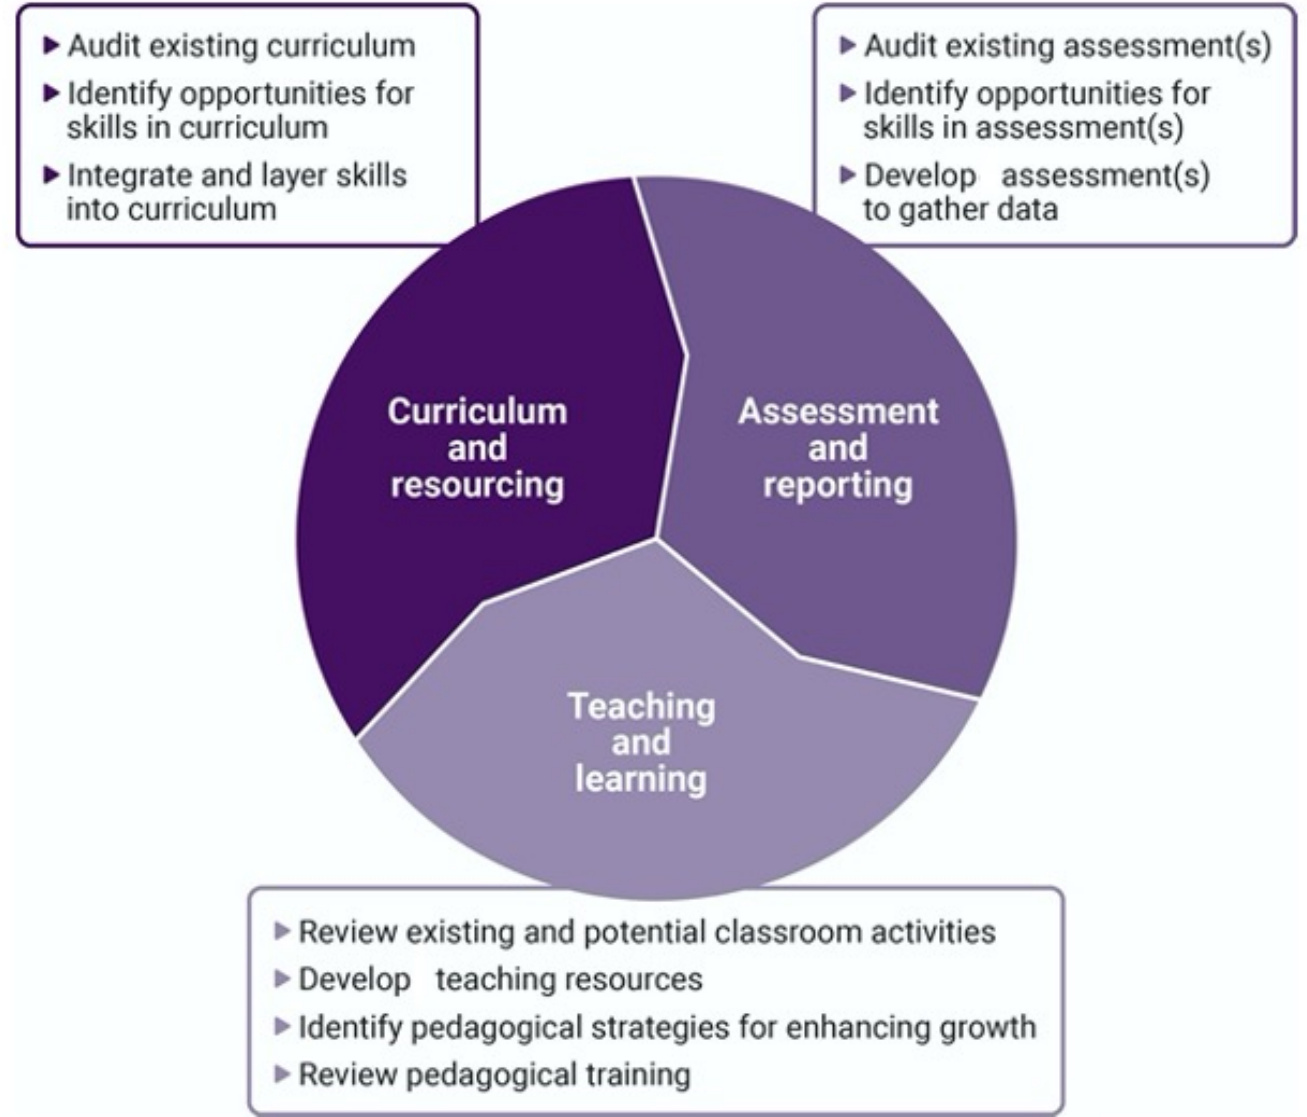 Audit existing curriculum
Identify opportunities for
skills in curriculum
Integrate and layer skills
into curriculum
Audit existing assessment(s)
Identify opportunities for
skills in assessment(s)
Develop assessment(s)
to gather data
Curriculum
and
resourcing
Assessment
and
reporting
Teaching
and
learning
Review existing and potential classroom activities
Develop teaching resources
Identify pedagogical strategies for enhancing growth
Review pedagogical training